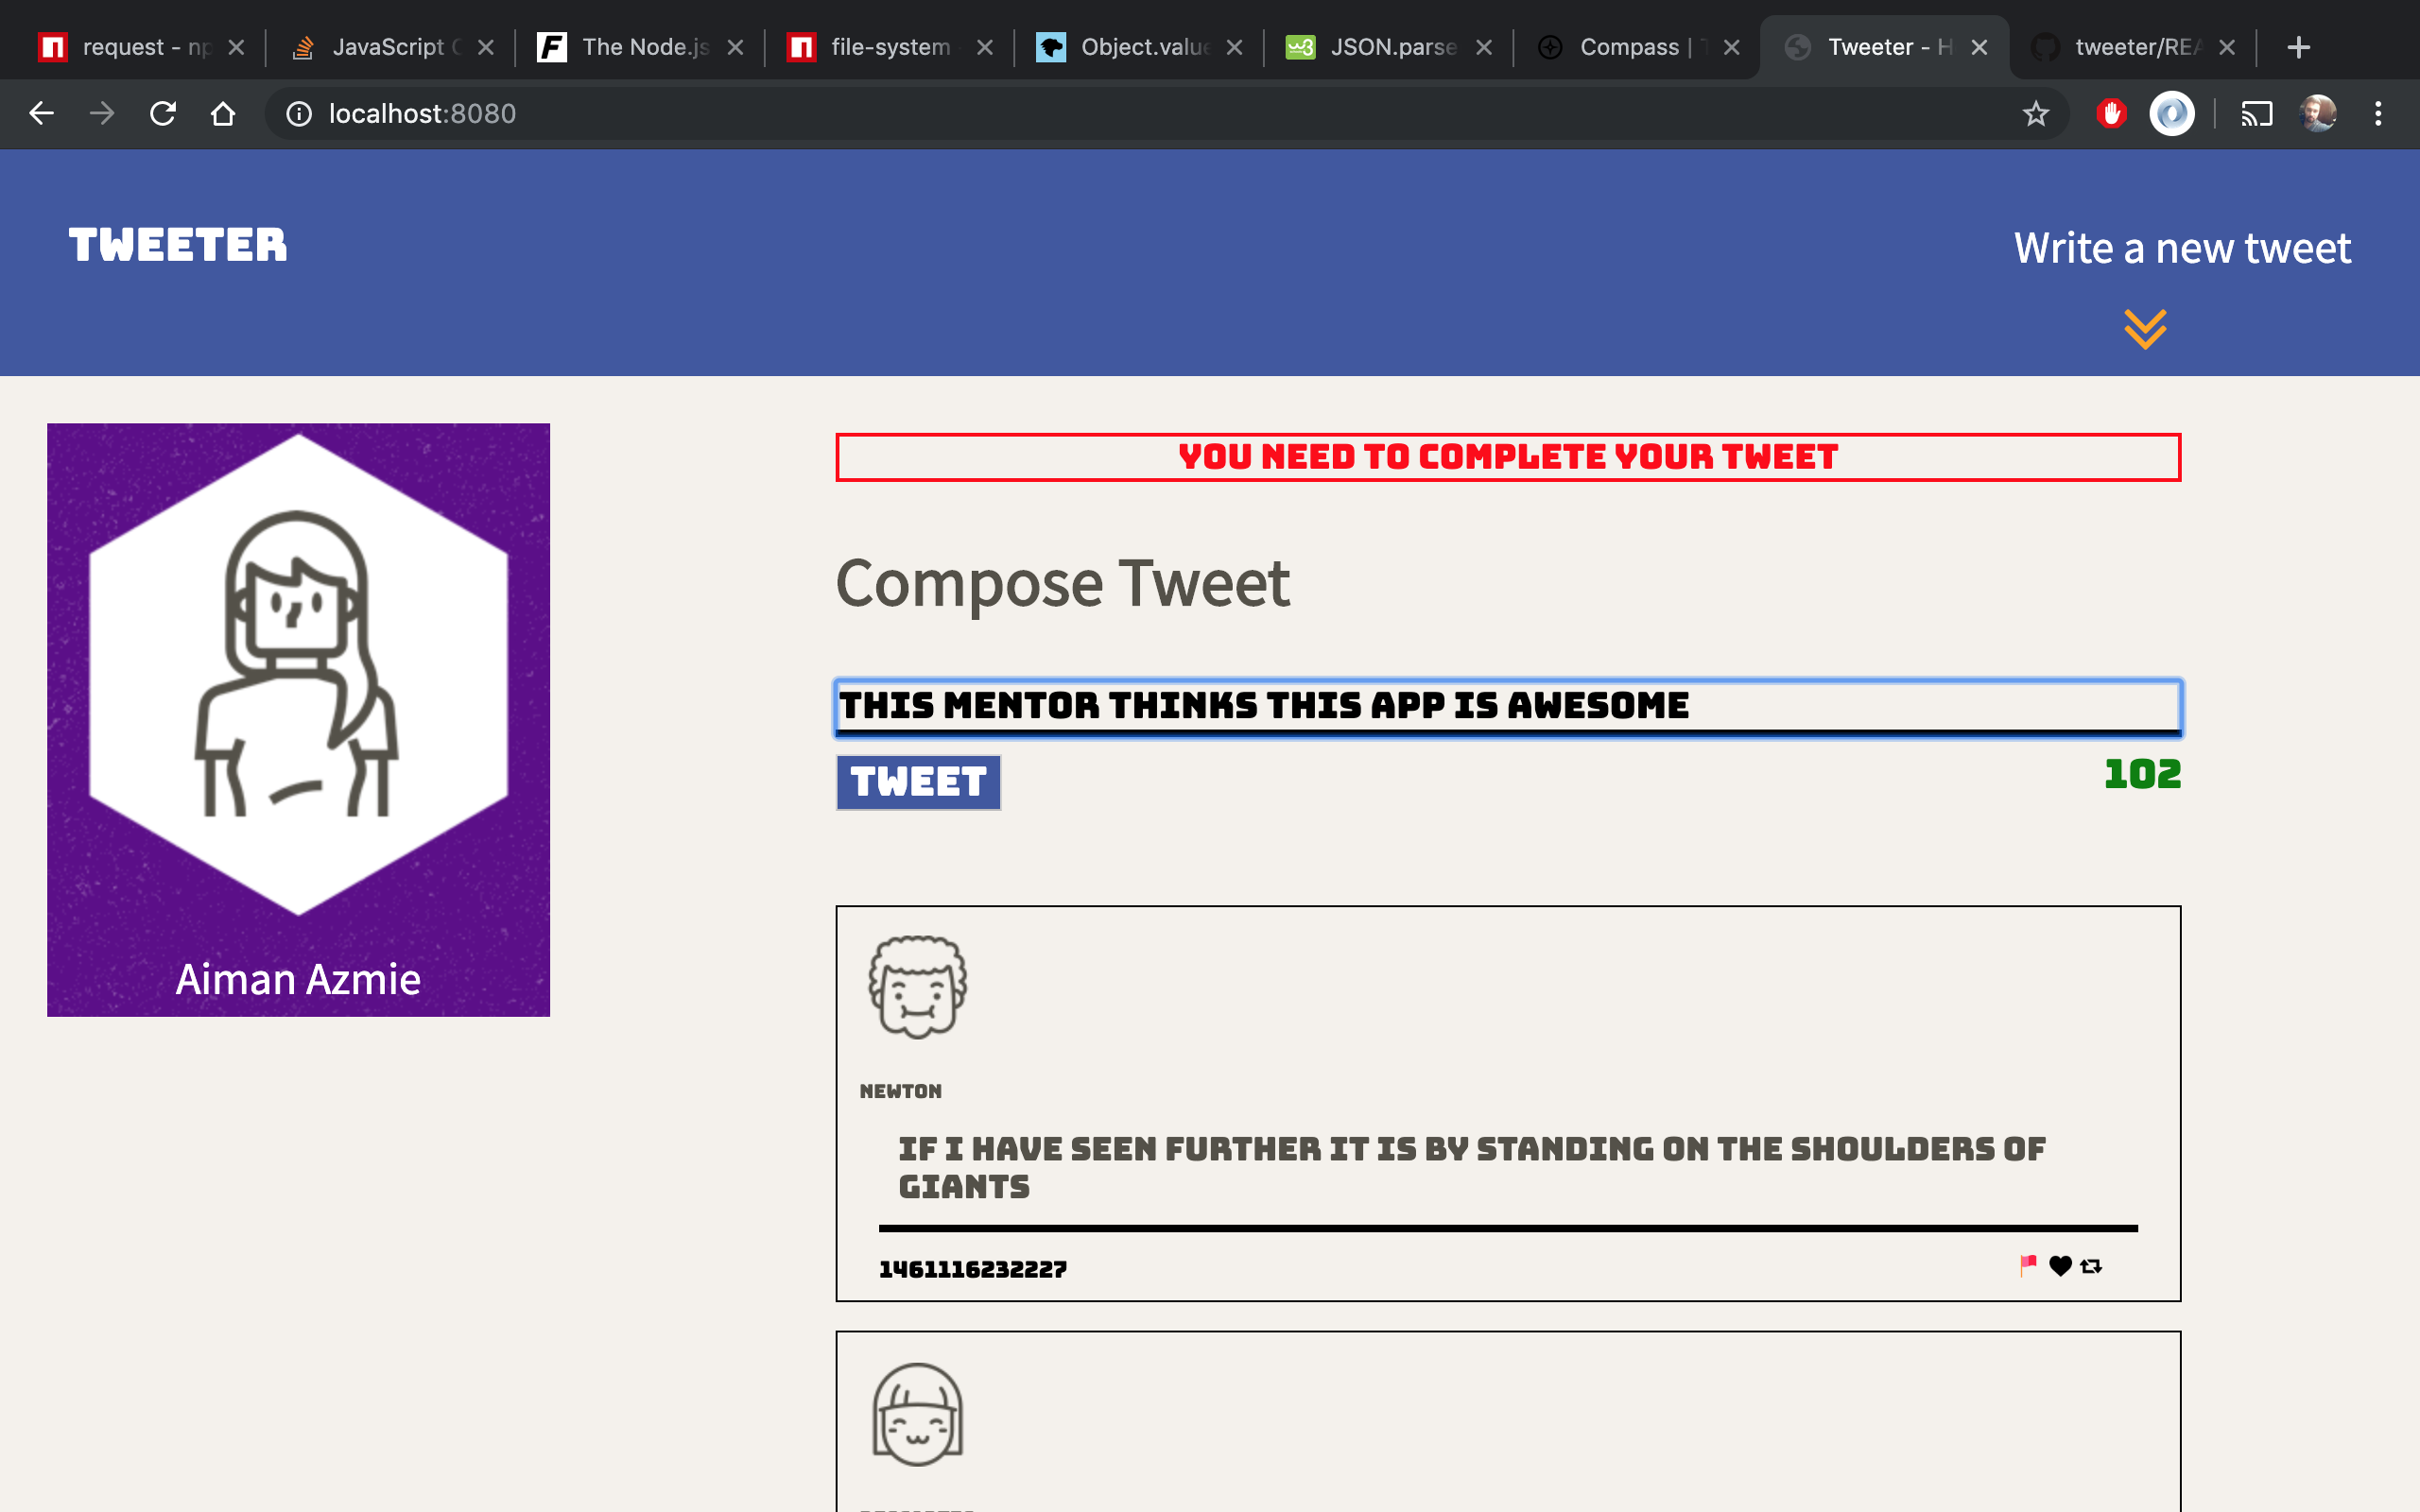 request - np
JavaScript
The Node.js
file-system
Object.value
JSON.parse
Compass |
Tweeter - H
tweeter/REA
localhost:8080
TWEETER
Write a new tweet
YOU NEED TO COMPLETE YOUR TWEET
Compose Tweet
THIS MENTOR THINKS THIS APP IS AWESOME
TWEET
102
Aiman Azmie
NEWTON
IF I HAVE SEEN FURTHER IT IS BY STANDING ON THE SHOULDERS OF
GIANTS
1461116232227